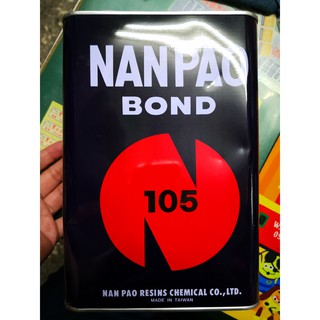 NAN PAO
BOND
105
NAN PAO RESINS CHEMICAL CO.,LTD.
MADE IN TAIWAN